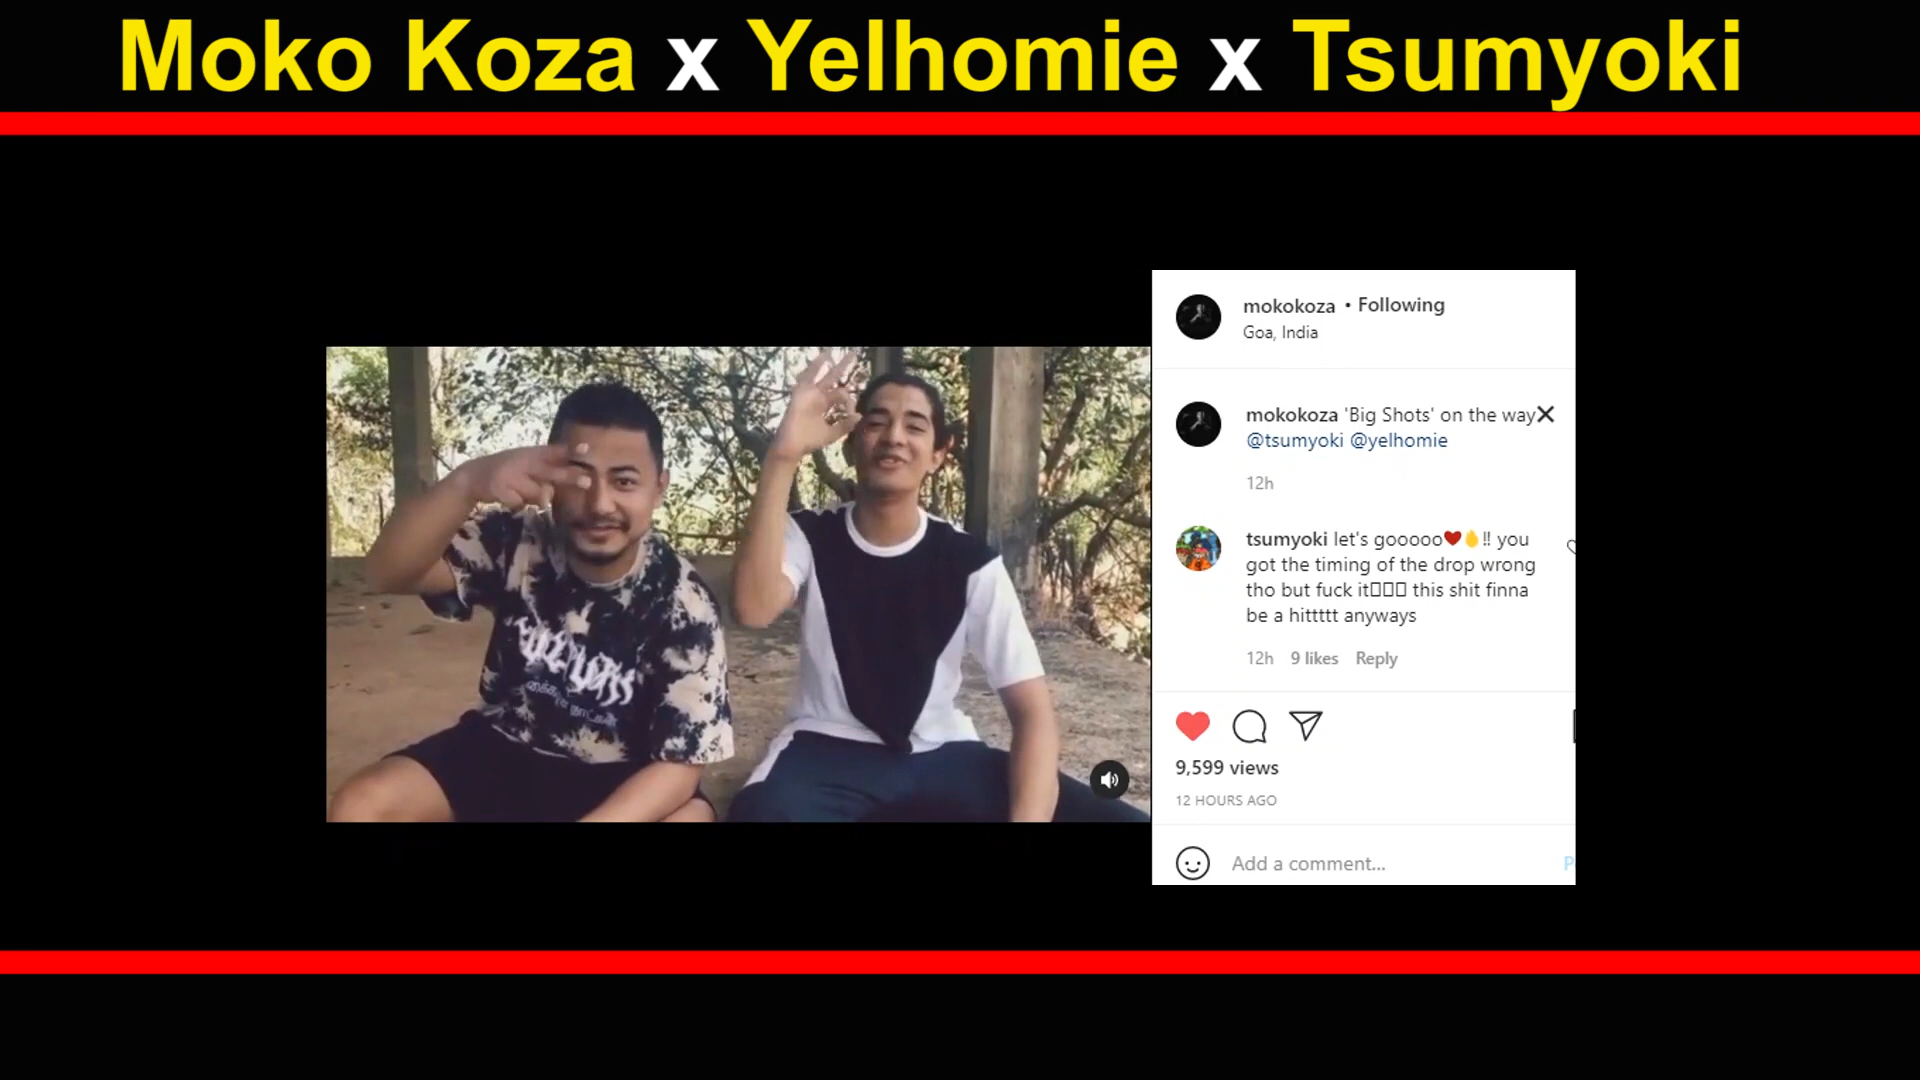 Moko Koza x Yelhomie x Tsumyoki
mokokoza • Following
Goa, India
mokokoza 'Big Shots' on the way
@tsumyoki @yelhomie
12h
tsumyoki let's gooooo❤️🤚‼️ you
got the timing of the drop wrong
tho but fuck it▯▯▯ this shit finna
be a hittttt anyways
12h 9 likes Reply
9,599 views
12 HOURS AGO
Add a comment...